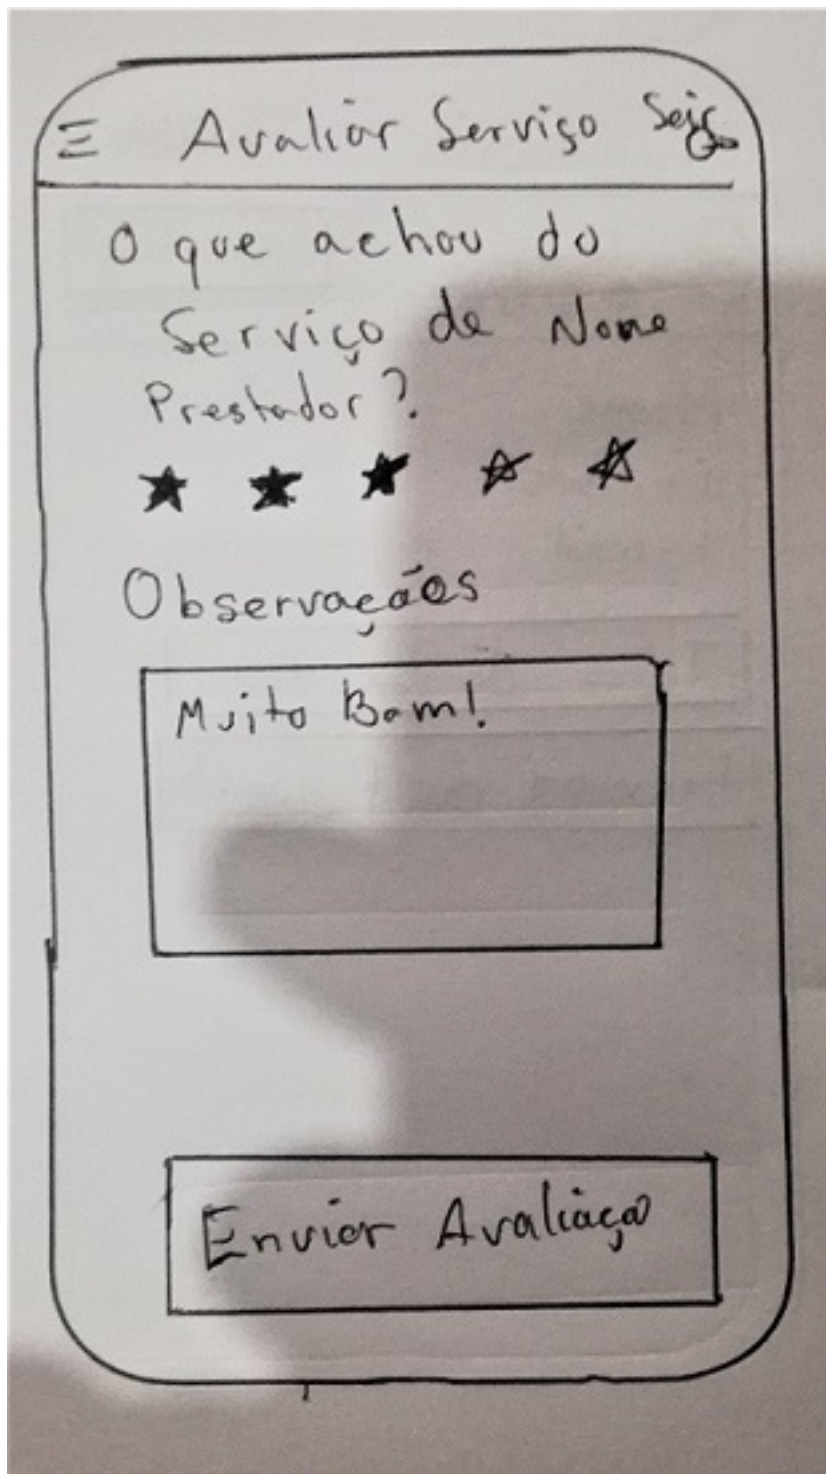 Avaliar Serviço
O que achou do
Serviço de Nome
Prestador?
Observações
Muito Bom!
Enviar Avaliação